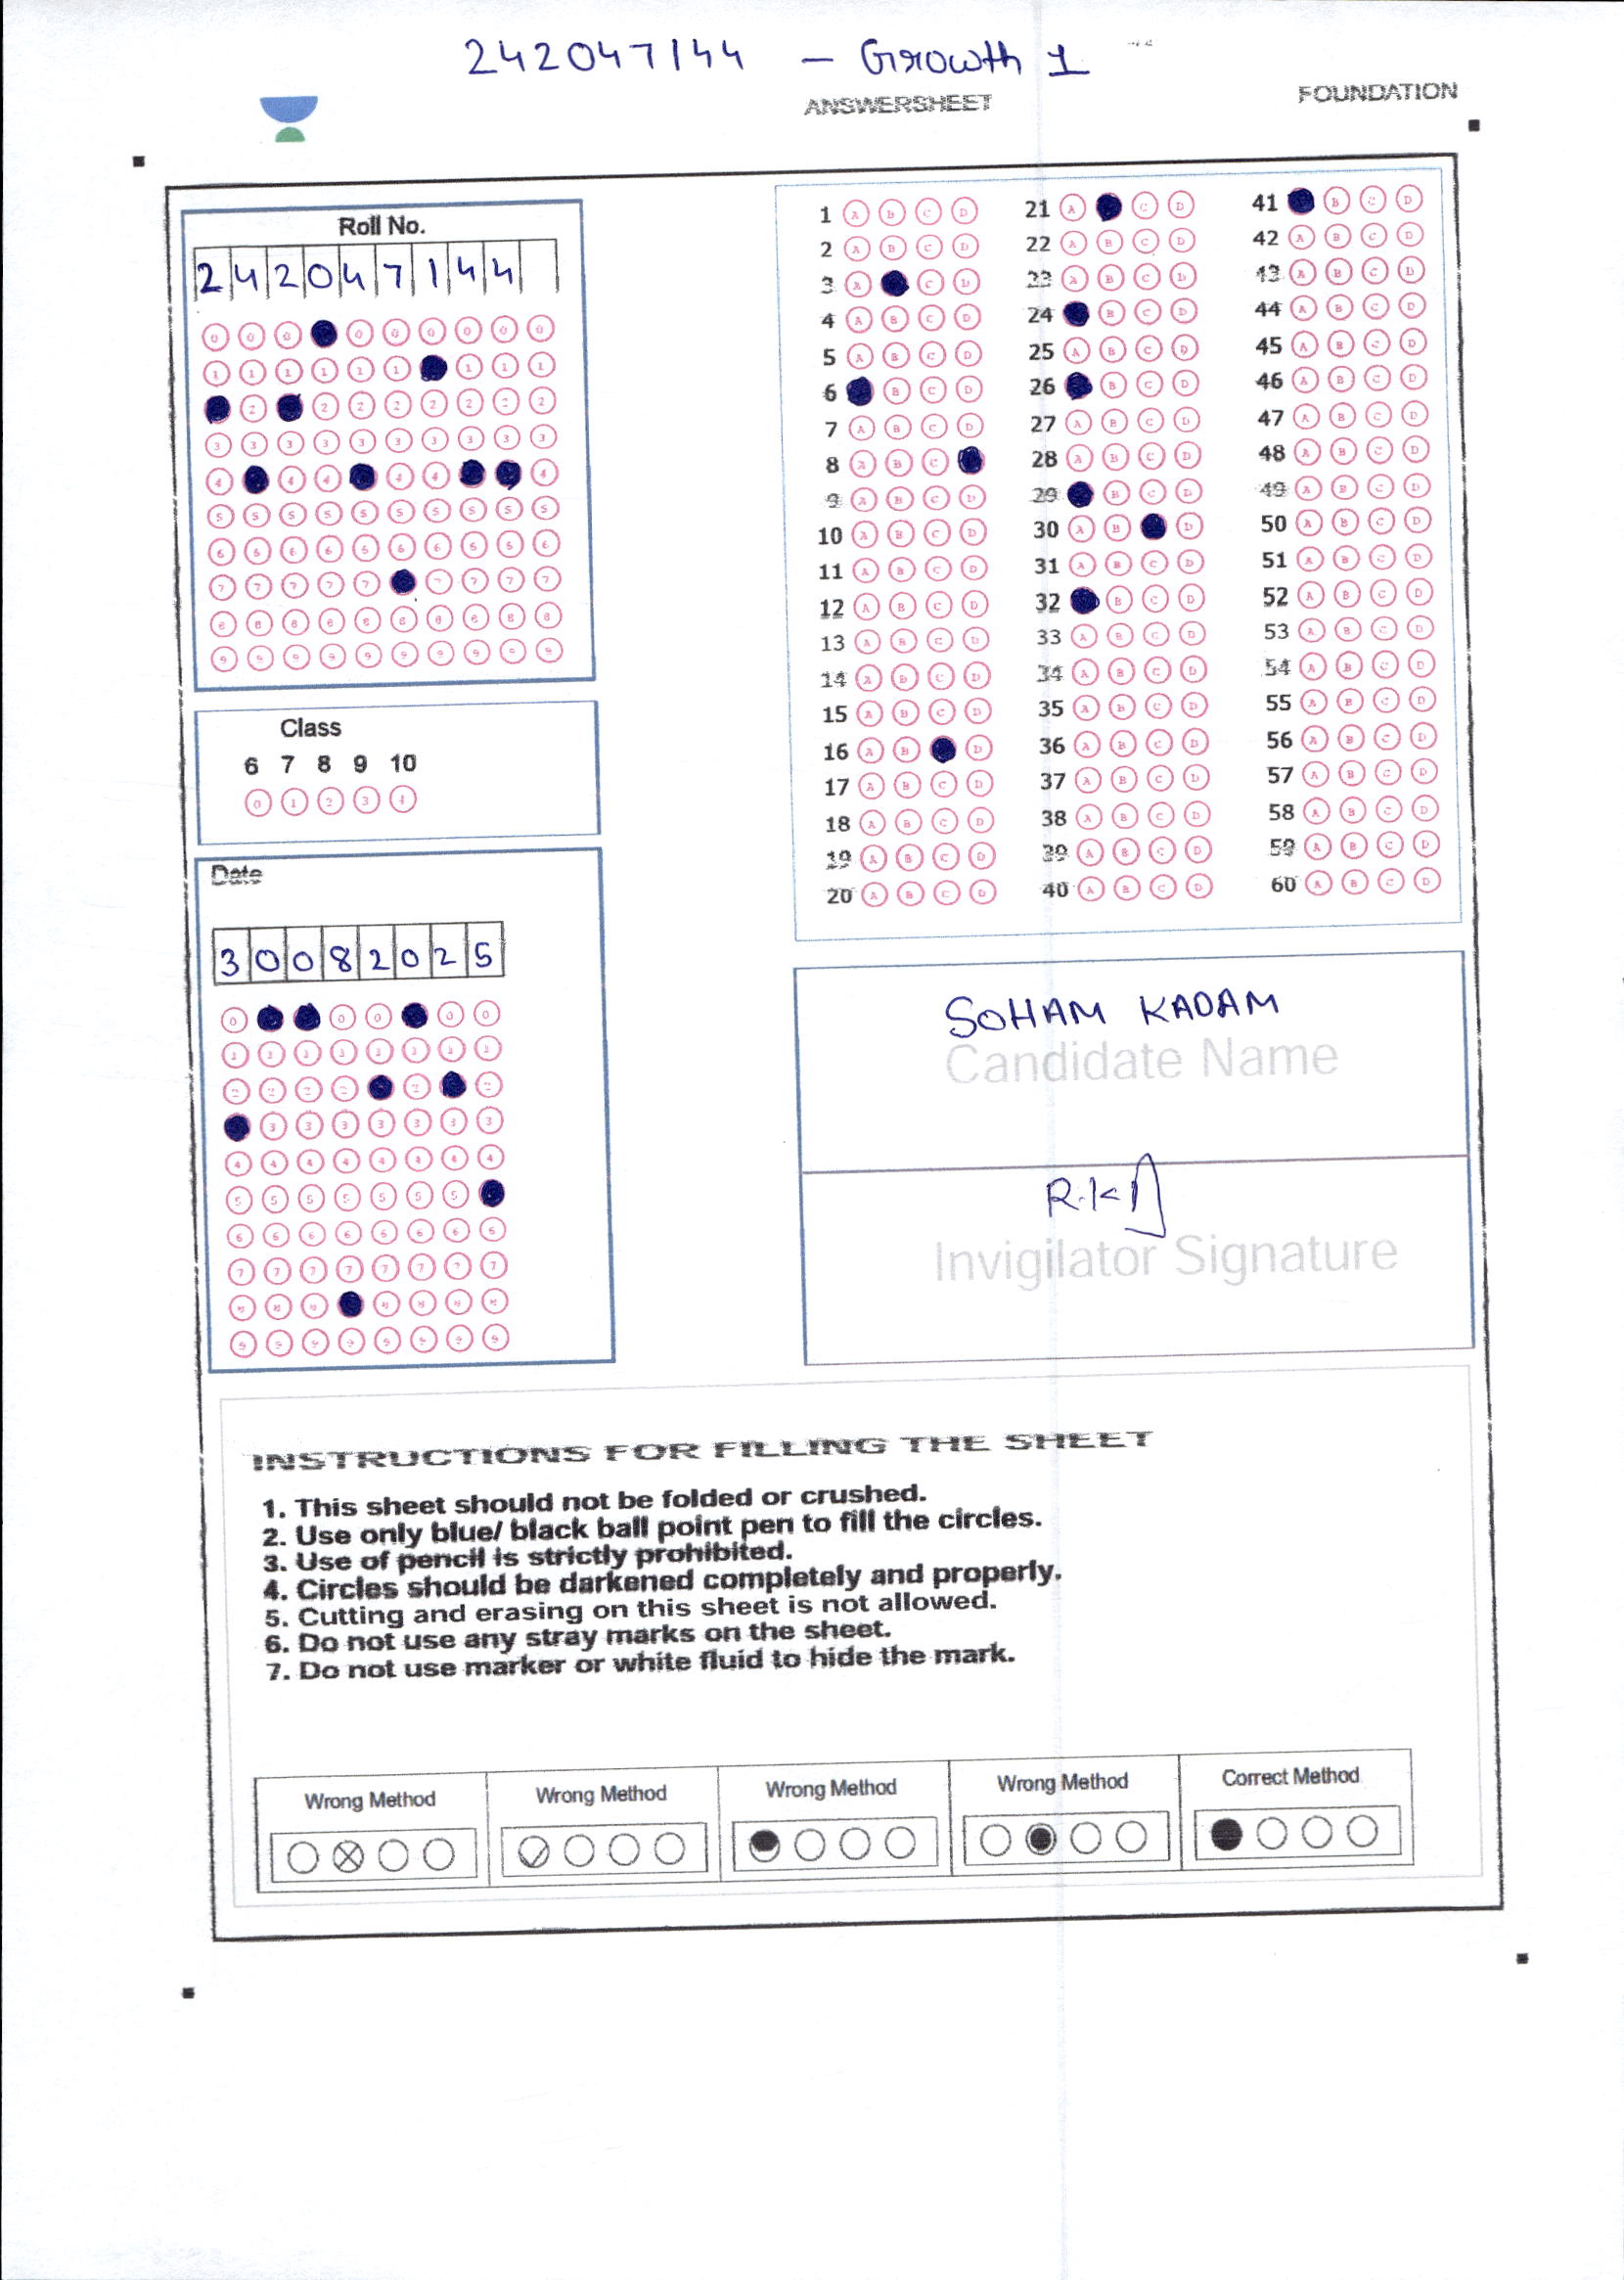 242047144 - Growth 1
ANSWERSHEET
FOUNDATION
Roll No.
2 4 2 0 4 7 1 4 4
Class
6 7 8 9 10
Date
3 0 0 8 2 0 2 5
1 A B C D
2 A B C D
3 A C D
4 A B C D
5 A B C D
6 B C D
7 A B C D
8 A B C
9 A B C D
10 A B C D
11 A B C D
12 A B C D
13 A B C D
14 A B C D
15 A B C D
16 A B D
17 A B C D
18 A B C D
19 A B C D
20 A B C D
21 A C D
22 A B C D
23 A B C D
24 B C D
25 A B C D
26 B C D
27 A B C D
28 A B C D
29 B C D
30 A B D
31 A B C D
32 B C D
33 A B C D
34 A B C D
35 A B C D
36 A B C D
37 A B C D
38 A B C D
39 A B C D
40 A B C D
41 B C D
42 A B C D
43 A B C D
44 A B C D
45 A B C D
46 A B C D
47 A B C D
48 A B C D
49 A B C D
50 A B C D
51 A B C D
52 A B C D
53 A B C D
54 A B C D
55 A B C D
56 A B C D
57 A B C D
58 A B C D
59 A B C D
60 A B C D
SOHAM KADAM
Candidate Name
Invigilator Signature
INSTRUCTIONS FOR FILLING THE SHEET
1. This sheet should not be folded or crushed.
2. Use only blue/ black ball point pen to fill the circles.
3. Use of pencil is strictly prohibited.
4. Circles should be darkened completely and properly.
5. Cutting and erasing on this sheet is not allowed.
6. Do not use any stray marks on the sheet.
7. Do not use marker or white fluid to hide the mark.
Wrong Method
Wrong Method
Wrong Method
Wrong Method
Correct Method